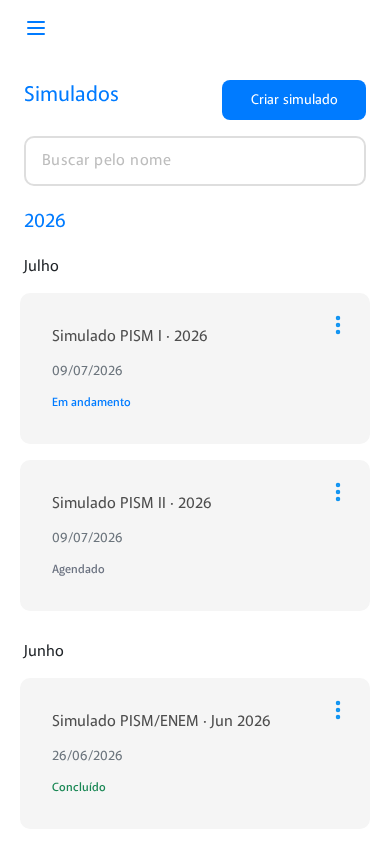 Simulados
Criar simulado
Buscar pelo nome
2026
Julho
Simulado PISM I · 2026
09/07/2026
Em andamento
Simulado PISM II · 2026
09/07/2026
Agendado
Junho
Simulado PISM/ENEM · Jun 2026
26/06/2026
Concluído